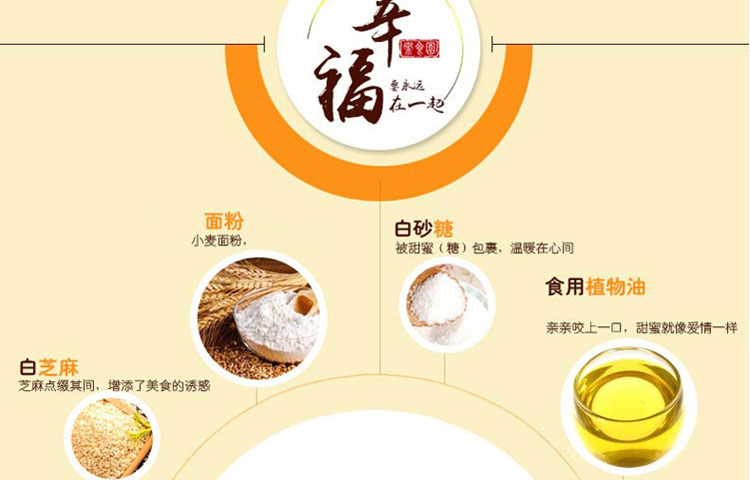 幸福
要永远
在一起
面粉
小麦面粉，
白砂糖
被甜蜜（糖）包裹，温暖在心间
食用植物油
亲亲咬上一口，甜蜜就像爱情一样
白芝麻
芝麻点缀其间，增添了美食的诱惑